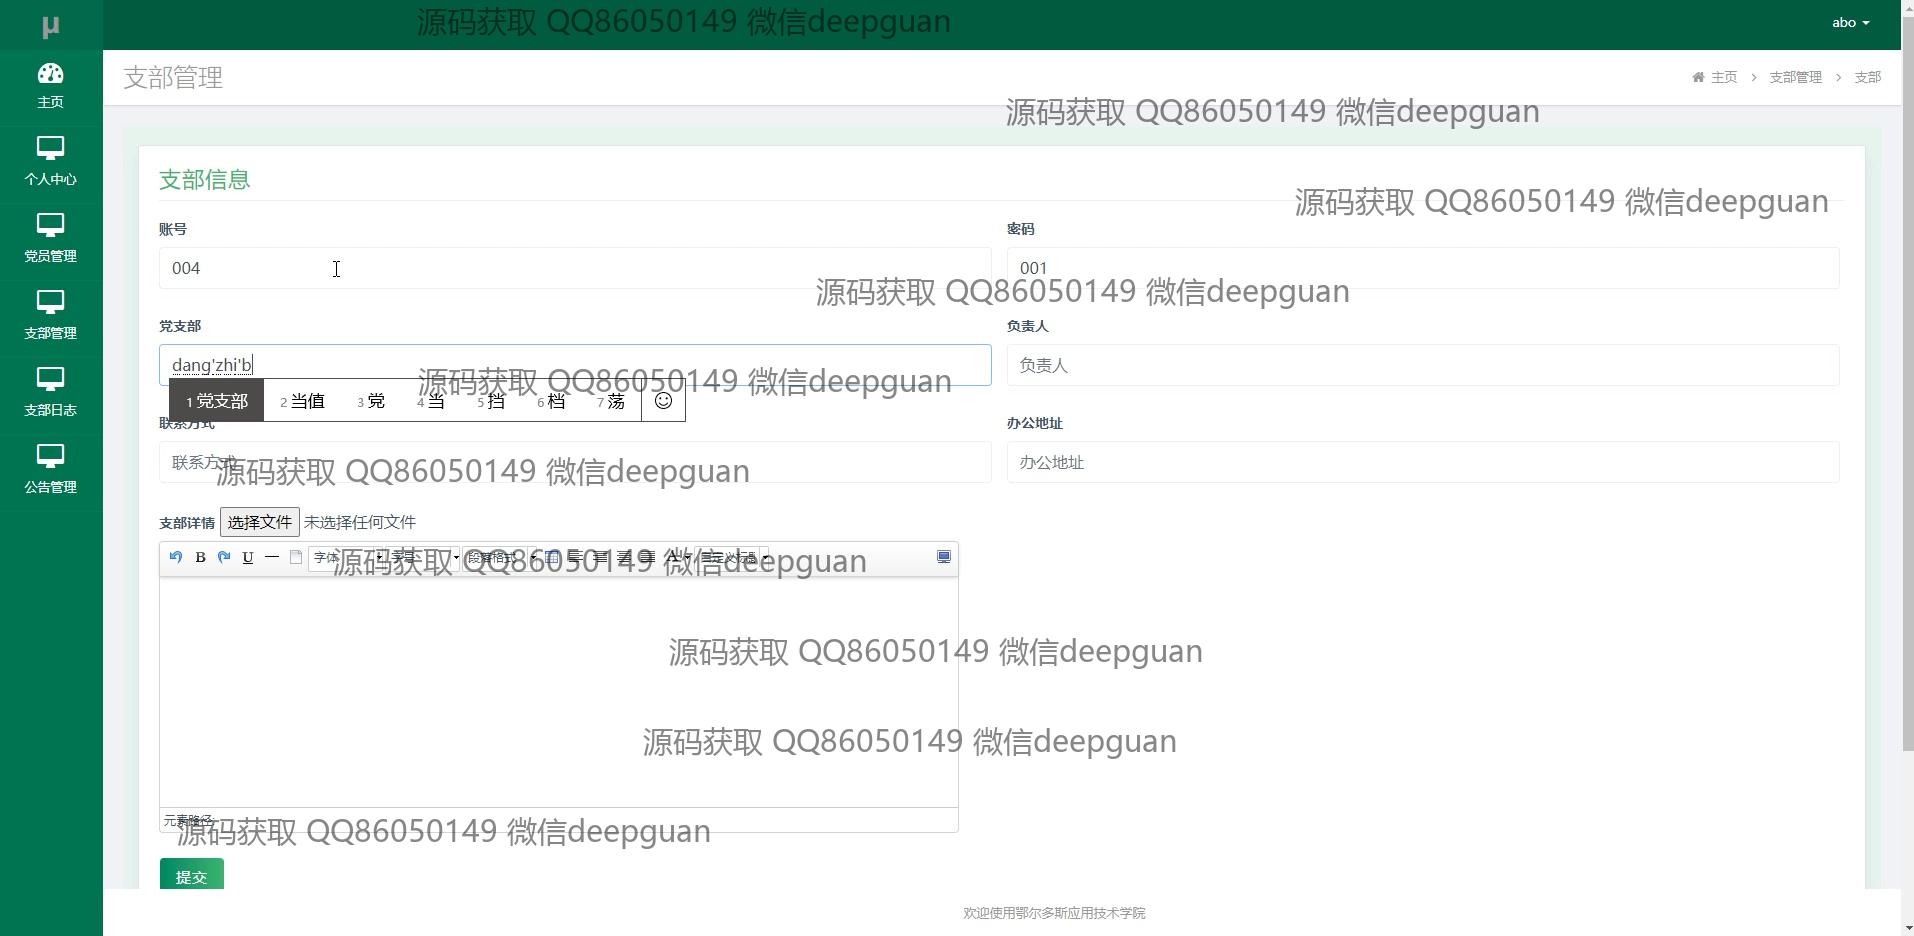 源码获取 QQ86050149 微信deepguan
μ
abo
主页
个人中心
党员管理
支部管理
支部日志
公告管理
支部管理
主页 > 支部管理 > 支部
源码获取 QQ86050149 微信deepguan
支部信息
源码获取 QQ86050149 微信deepguan
账号
密码
004
001
源码获取 QQ86050149 微信deepguan
党支部
负责人
dang'zhi'b
负责人
源码获取 QQ86050149 微信deepguan
1 党支部 2 当值 3 党 4 当 5 挡 6 档 7 荡
联系方式
办公地址
联系方式
办公地址
源码获取 QQ86050149 微信deepguan
支部详情 选择文件 未选择任何文件
B U 字体 字号 段落格式 A 自定义标题
源码获取 QQ86050149 微信deepguan
源码获取 QQ86050149 微信deepguan
源码获取 QQ86050149 微信deepguan
元素路径:
源码获取 QQ86050149 微信deepguan
提交
欢迎使用鄂尔多斯应用技术学院